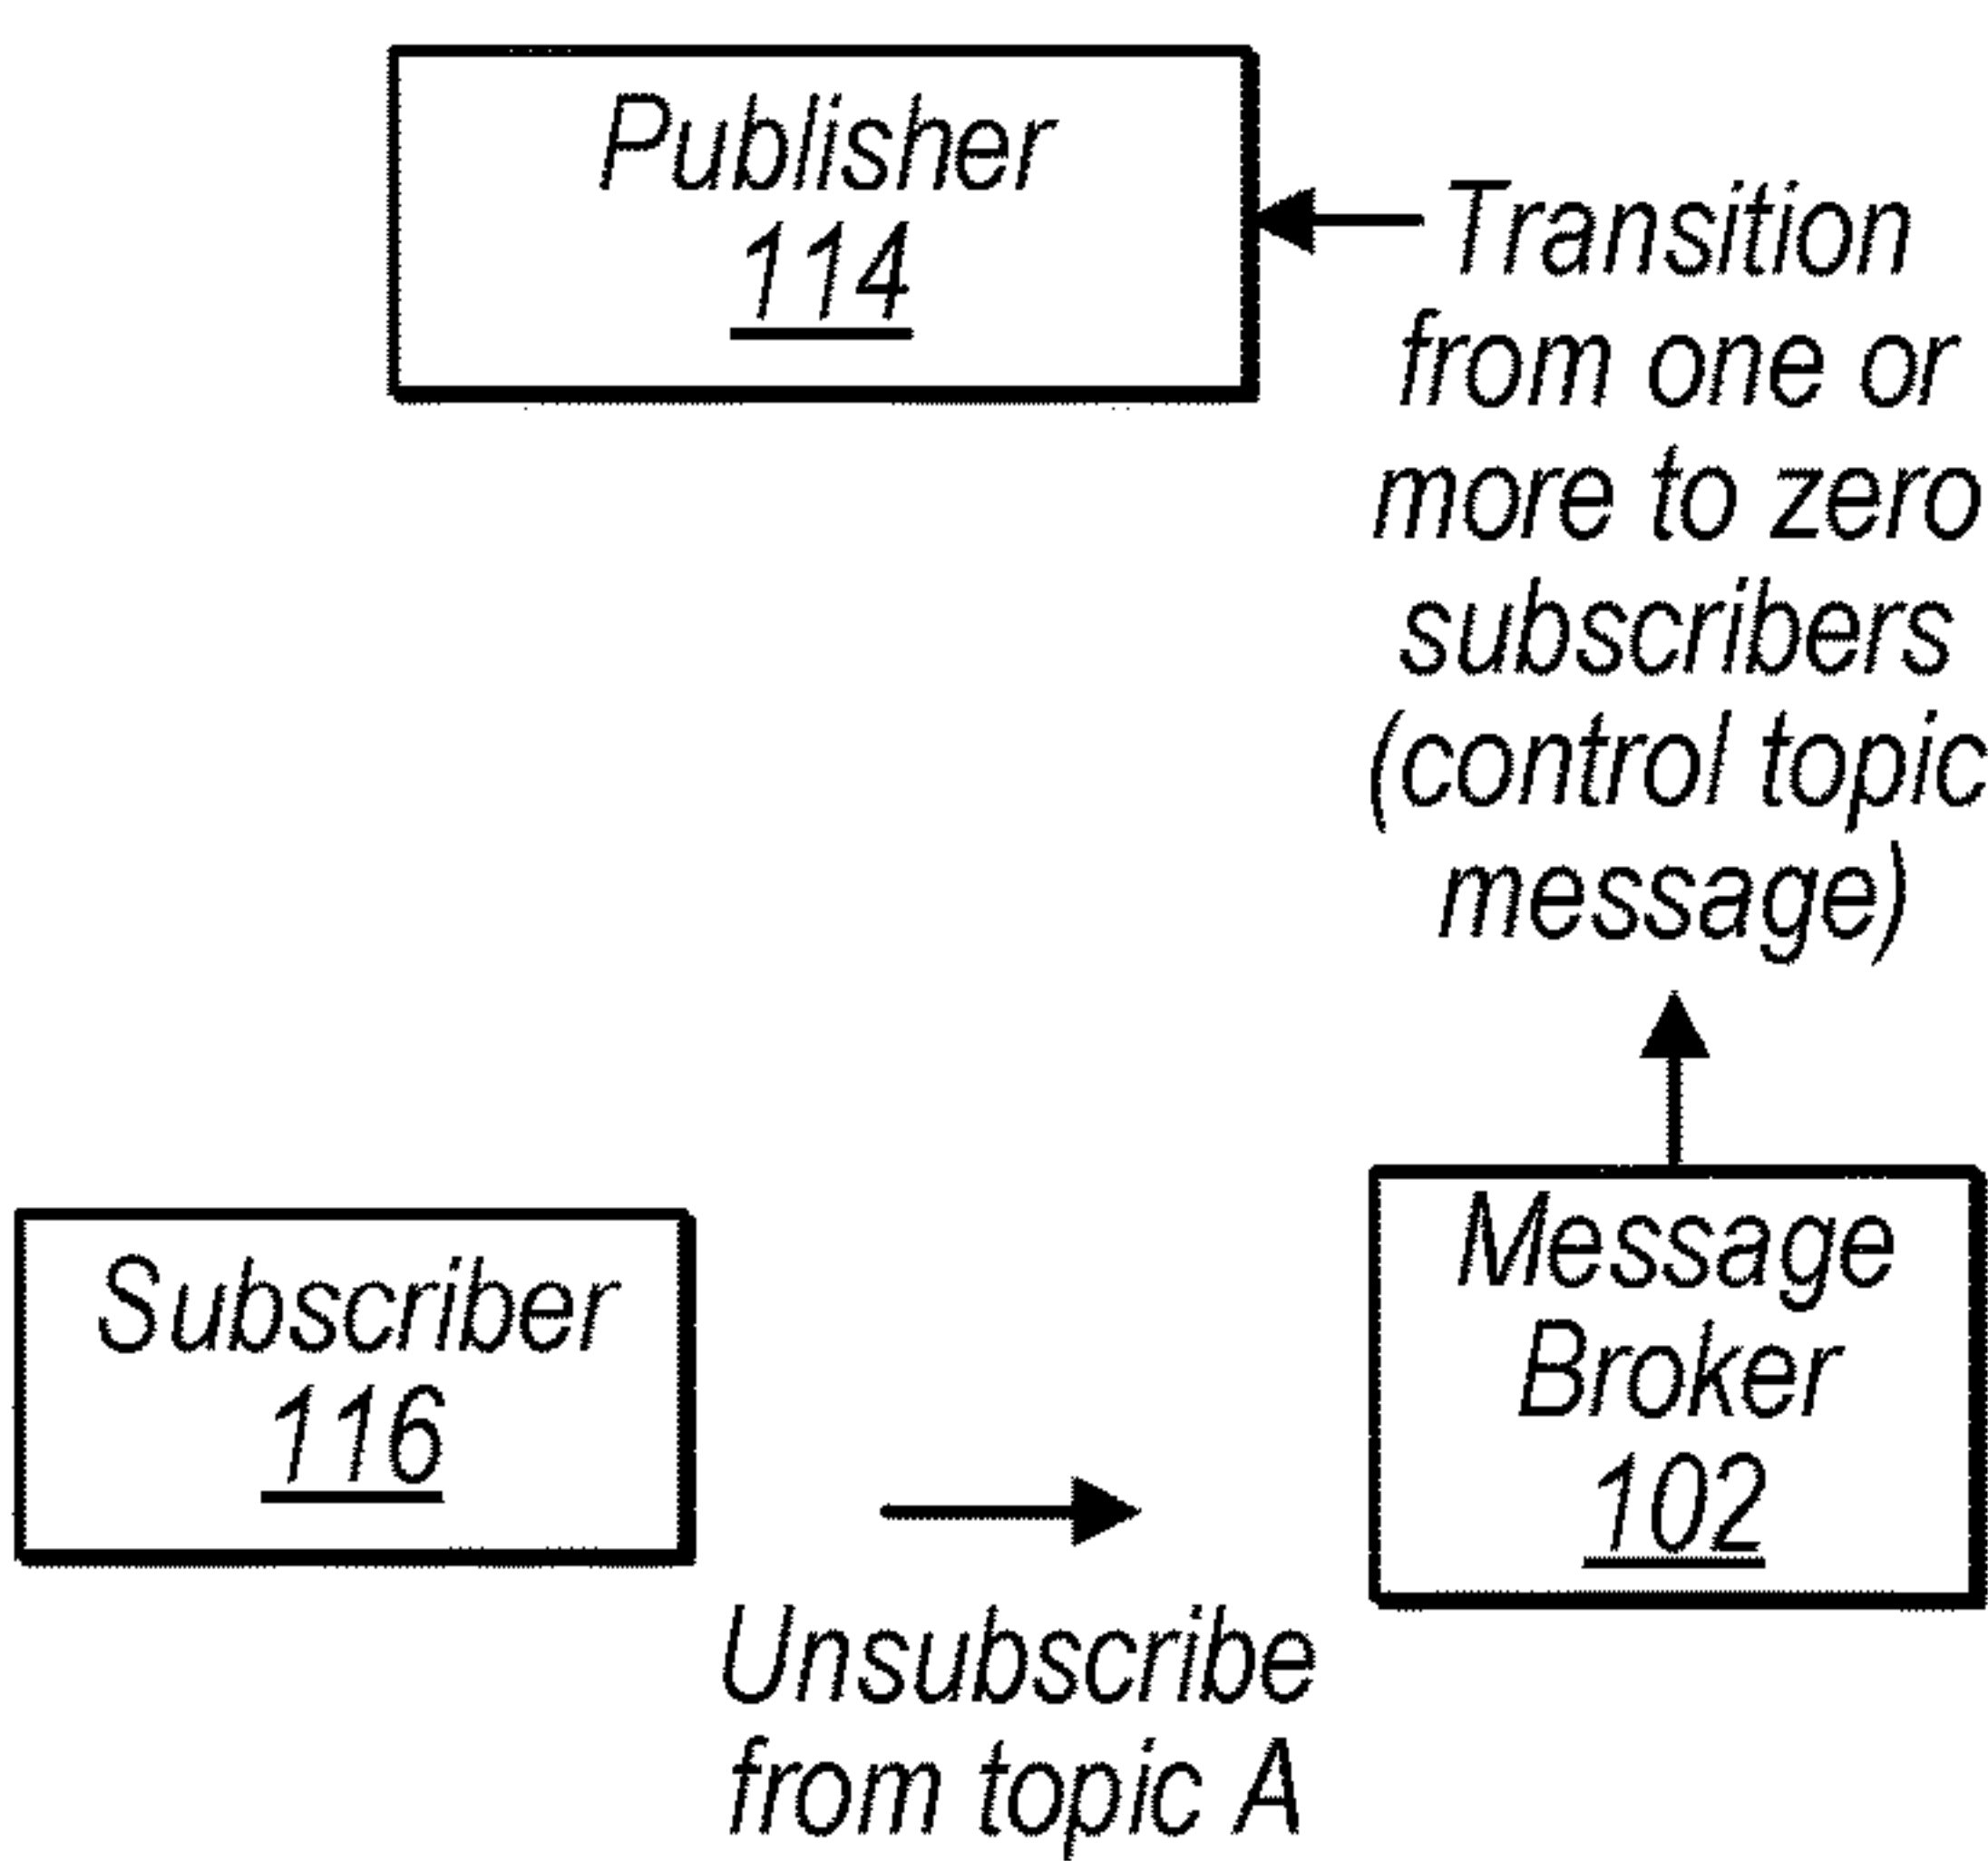 Publisher
114
Transition
from one or
more to zero
subscribers
(control topic
message)
Subscriber
116
Message
Broker
102
Unsubscribe
from topic A